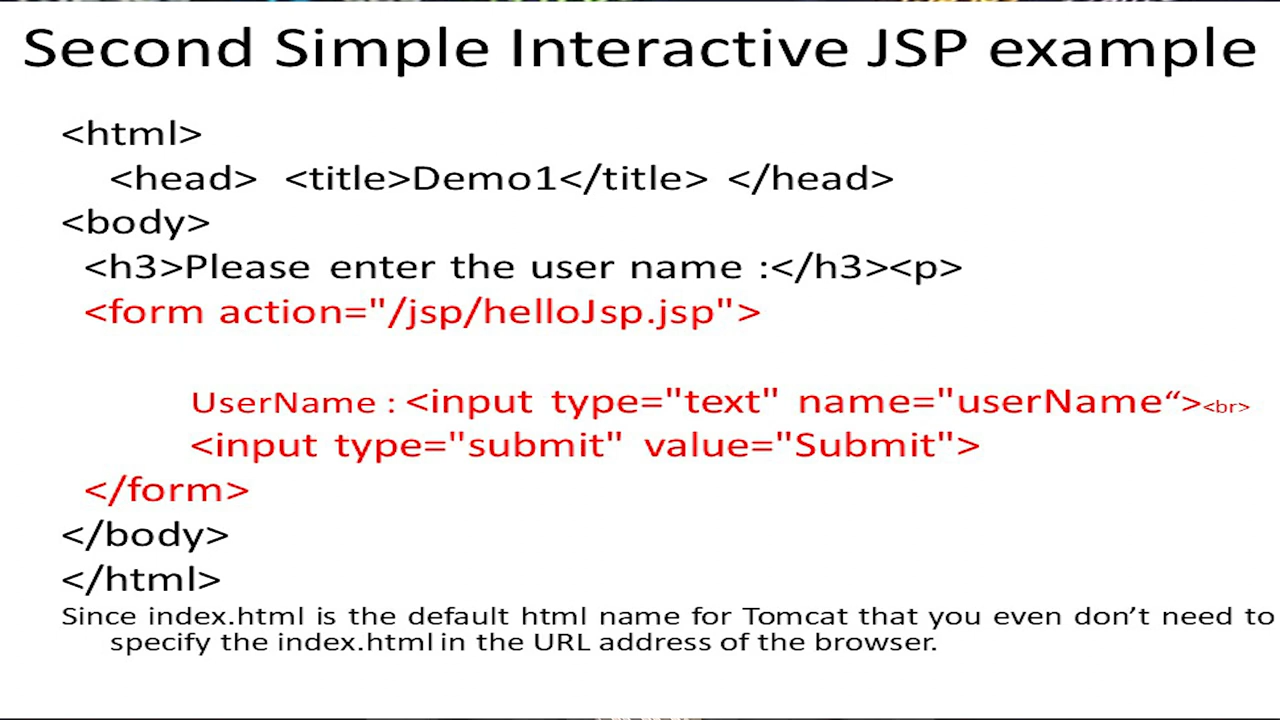 Second Simple Interactive JSP example
<html>
<head> <title>Demo1</title> </head>
<body>
<h3>Please enter the user name :</h3><p>
<form action="/jsp/helloJsp.jsp">
UserName : <input type="text" name="userName“><br>
<input type="submit" value="Submit">
</form>
</body>
</html>
Since index.html is the default html name for Tomcat that you even don’t need to
specify the index.html in the URL address of the browser.